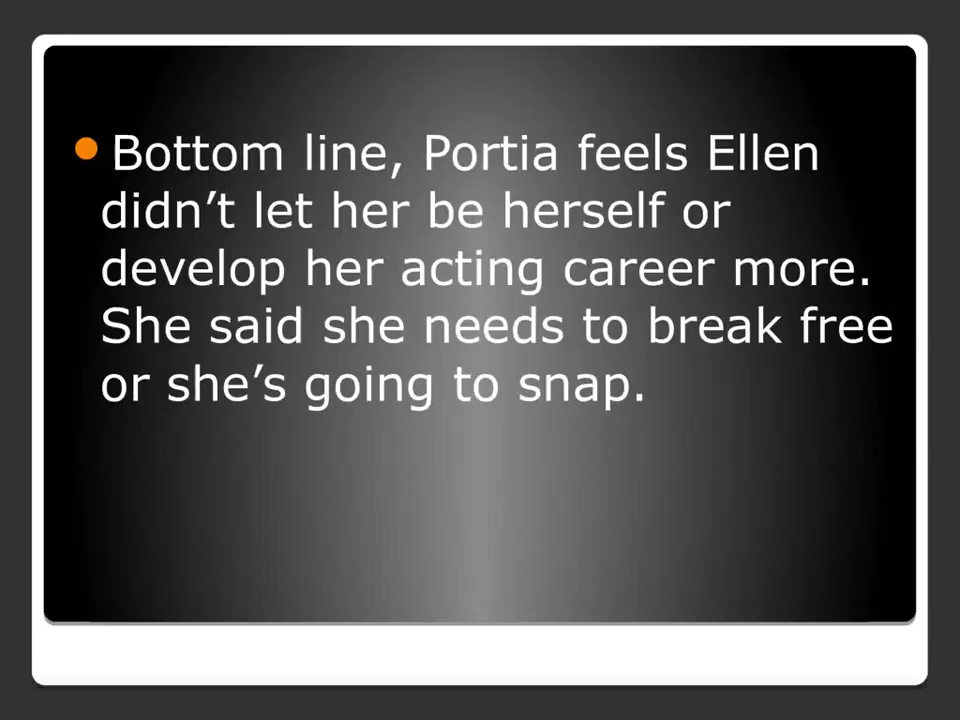 Bottom line, Portia feels Ellen
didn’t let her be herself or
develop her acting career more.
She said she needs to break free
or she’s going to snap.